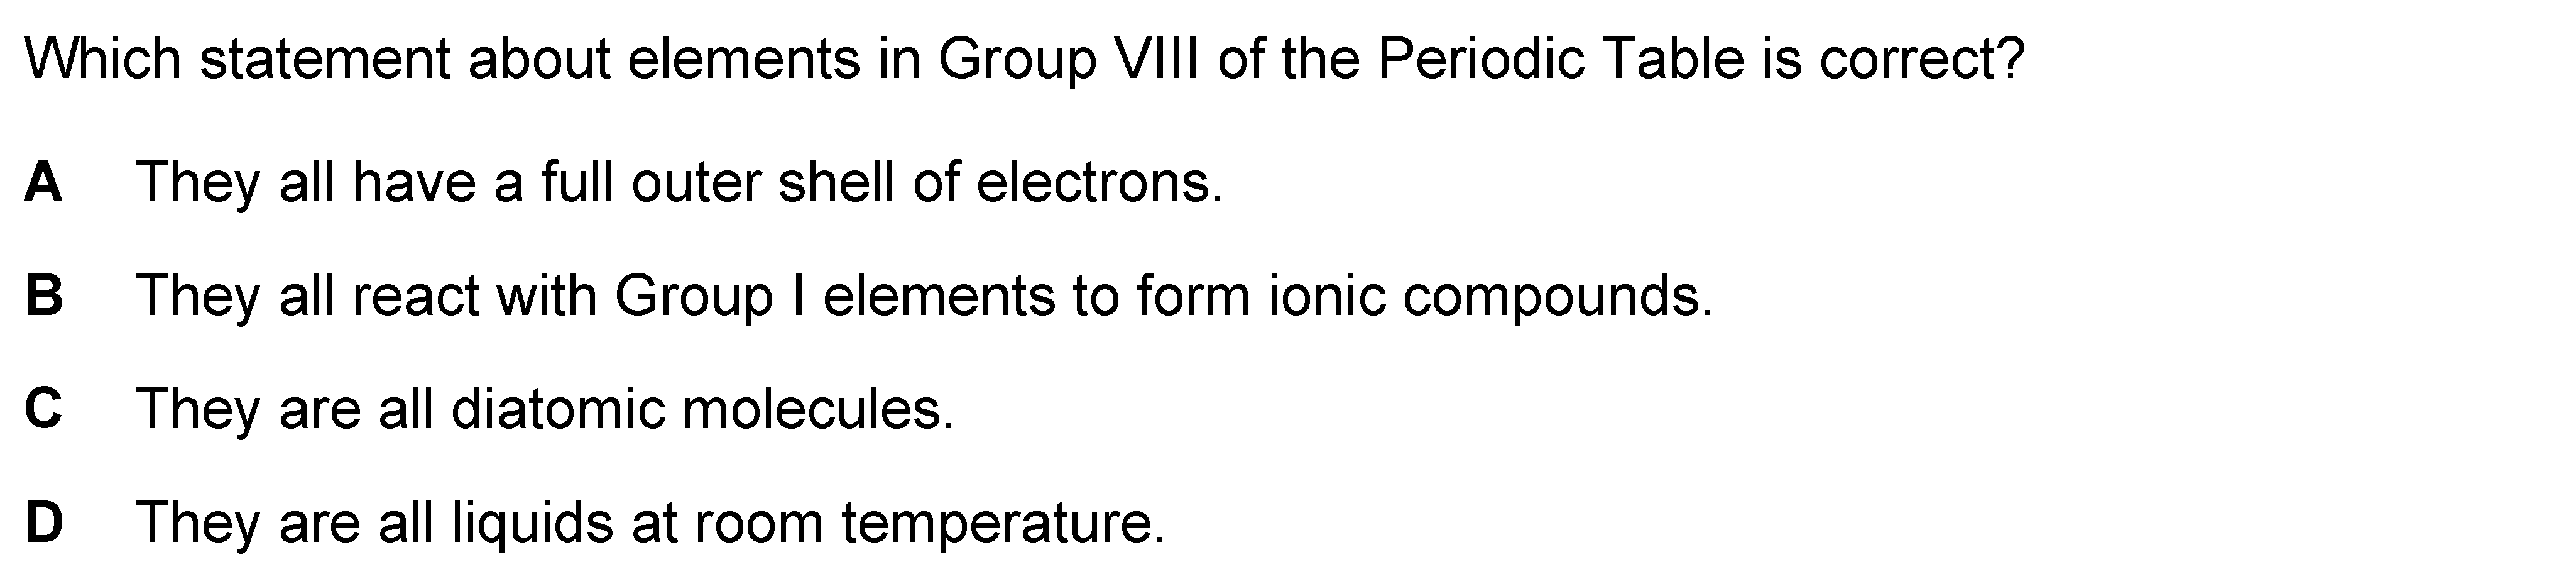 Which statement about elements in Group VIII of the Periodic Table is correct?
A They all have a full outer shell of electrons.
B They all react with Group I elements to form ionic compounds.
C They are all diatomic molecules.
D They are all liquids at room temperature.